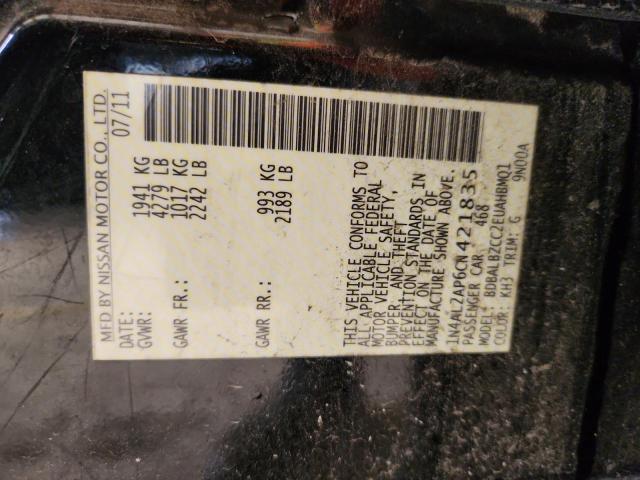 MFD BY NISSAN MOTOR CO., LTD.
DATE: 07/11
GVWR: 1941 KG
4279 LB
GAWR FR: 1017 KG
2242 LB
GAWR RR: 993 KG
2189 LB
THIS VEHICLE CONFORMS TO
ALL APPLICABLE FEDERAL
MOTOR VEHICLE SAFETY,
BUMPER, AND THEFT
PREVENTION STANDARDS IN
EFFECT ON THE DATE OF
MANUFACTURE SHOWN ABOVE.
1N4AL2AP6CN421835
PASSENGER CAR 468
MODEL: BDBALBZCC2EUAHBMQ1
COLOR: KH3 TRIM: G 9N00A